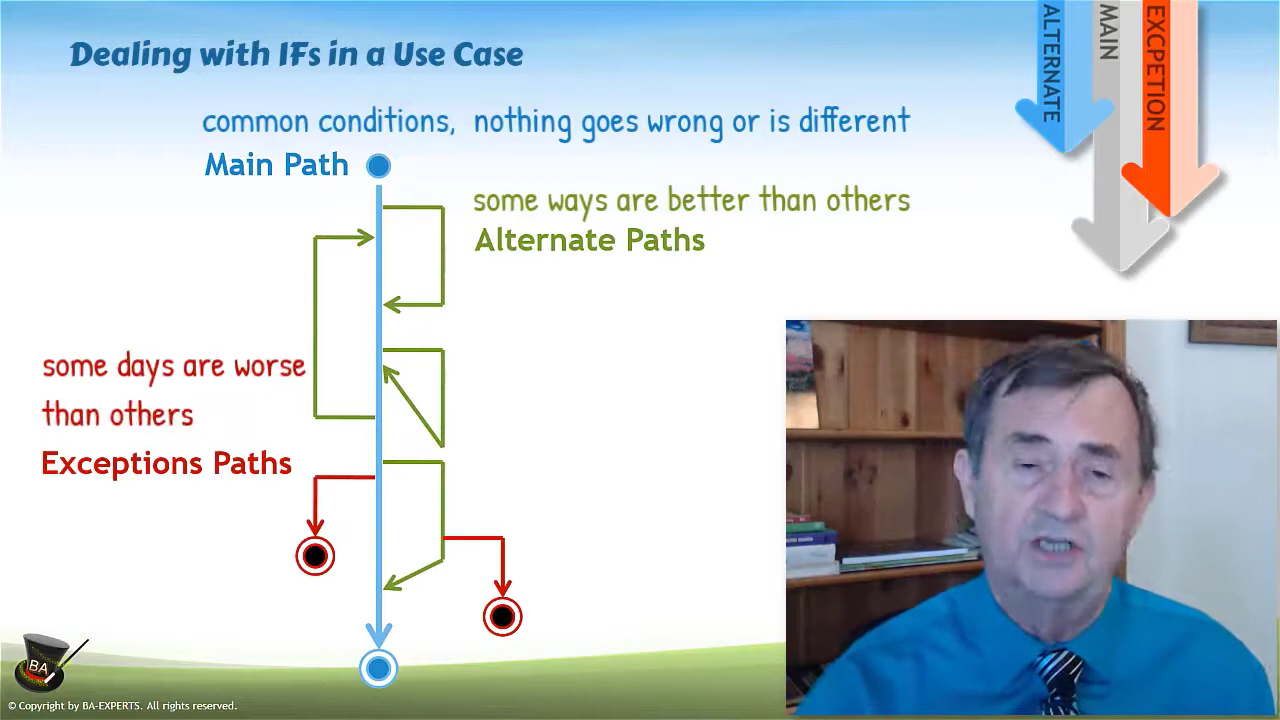 Dealing with IFs in a Use Case
common conditions, nothing goes wrong or is different
Main Path
some ways are better than others
Alternate Paths
some days are worse
than others
Exceptions Paths
ALTERNATE
MAIN
EXCPETION
BA
© Copyright by BA-EXPERTS. All rights reserved.